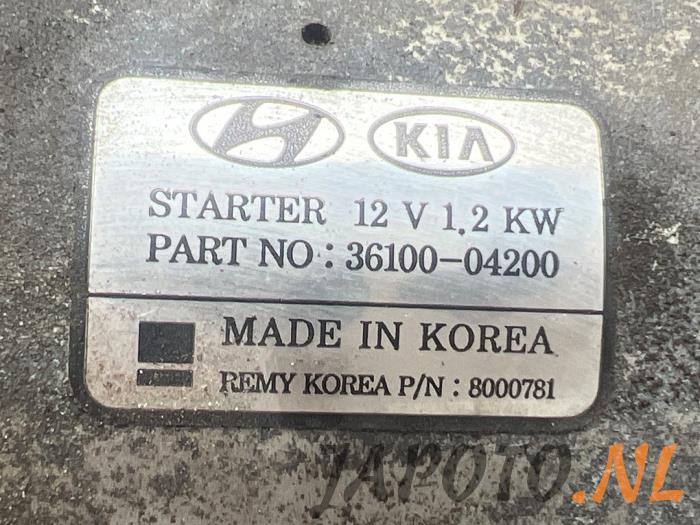 KIA
STARTER 12 V 1.2 KW
PART NO : 36100-04200
MADE IN KOREA
REMY KOREA P/N : 8000781
JAPOTO.NL